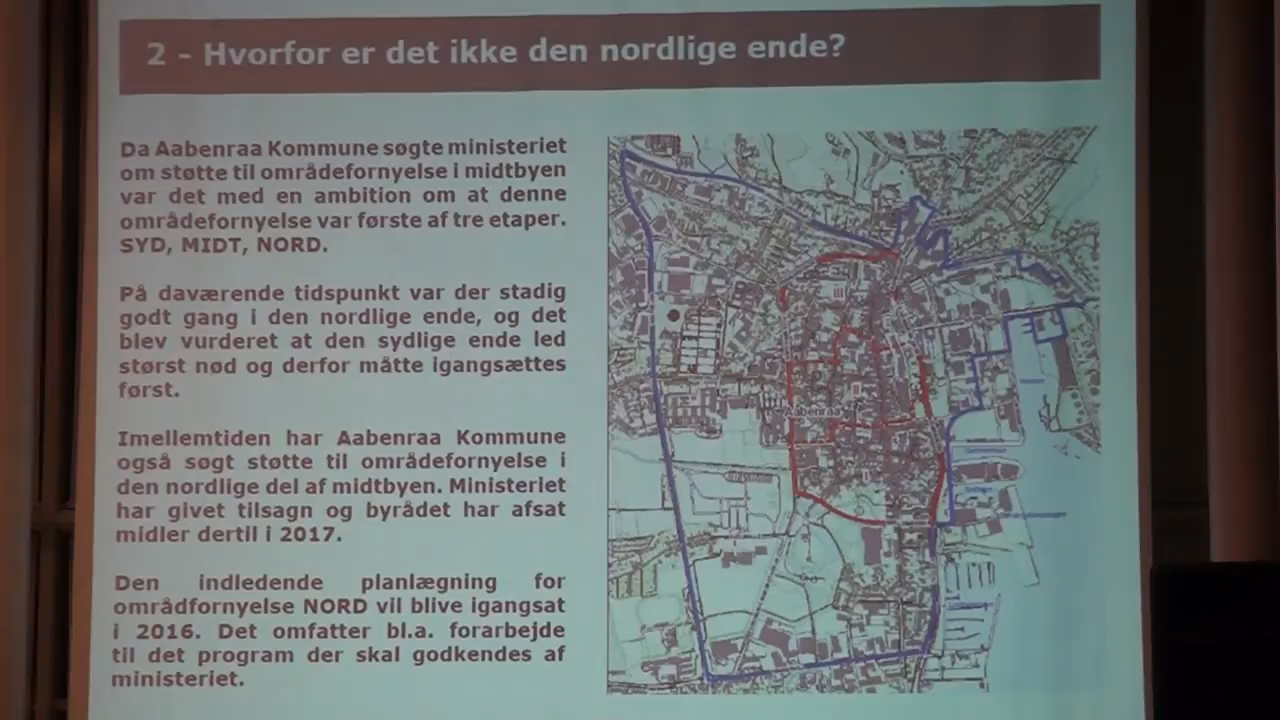 2 - Hvorfor er det ikke den nordlige ende?
Da Aabenraa Kommune søgte ministeriet
om støtte til områdefornyelse i midtbyen
var det med en ambition om at denne
områdefornyelse var første af tre etaper.
SYD, MIDT, NORD.
På daværende tidspunkt var der stadig
godt gang i den nordlige ende, og det
blev vurderet at den sydlige ende led
størst nød og derfor måtte igangsættes
først.
Imellemtiden har Aabenraa Kommune
også søgt støtte til områdefornyelse i
den nordlige del af midtbyen. Ministeriet
har givet tilsagn og byrådet har afsat
midler dertil i 2017.
Den indledende planlægning for
områdfornyelse NORD vil blive igangsat
i 2016. Det omfatter bl.a. forarbejde
til det program der skal godkendes af
ministeriet.
Aabenraa